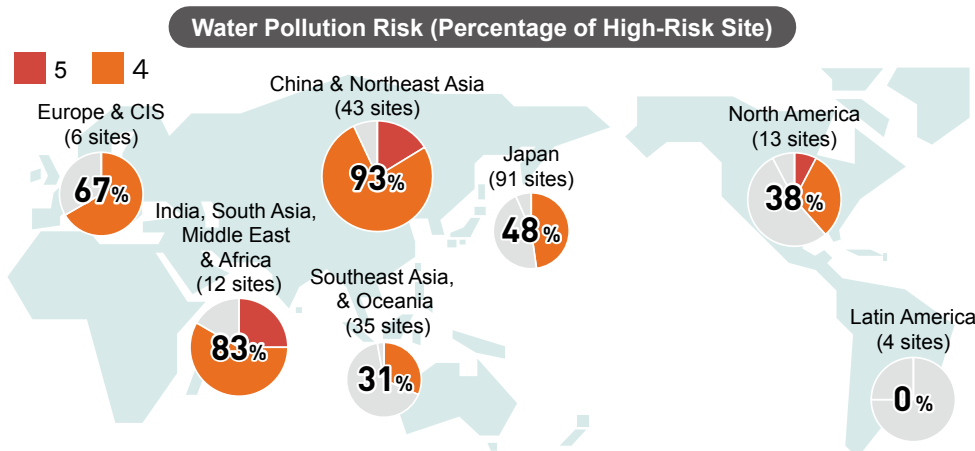 Water Pollution Risk (Percentage of High-Risk Site)
5
4
Europe & CIS
(6 sites)
67%
China & Northeast Asia
(43 sites)
93%
Japan
(91 sites)
48%
North America
(13 sites)
38%
India, South Asia,
Middle East
& Africa
(12 sites)
83%
Southeast Asia,
& Oceania
(35 sites)
31%
Latin America
(4 sites)
0%